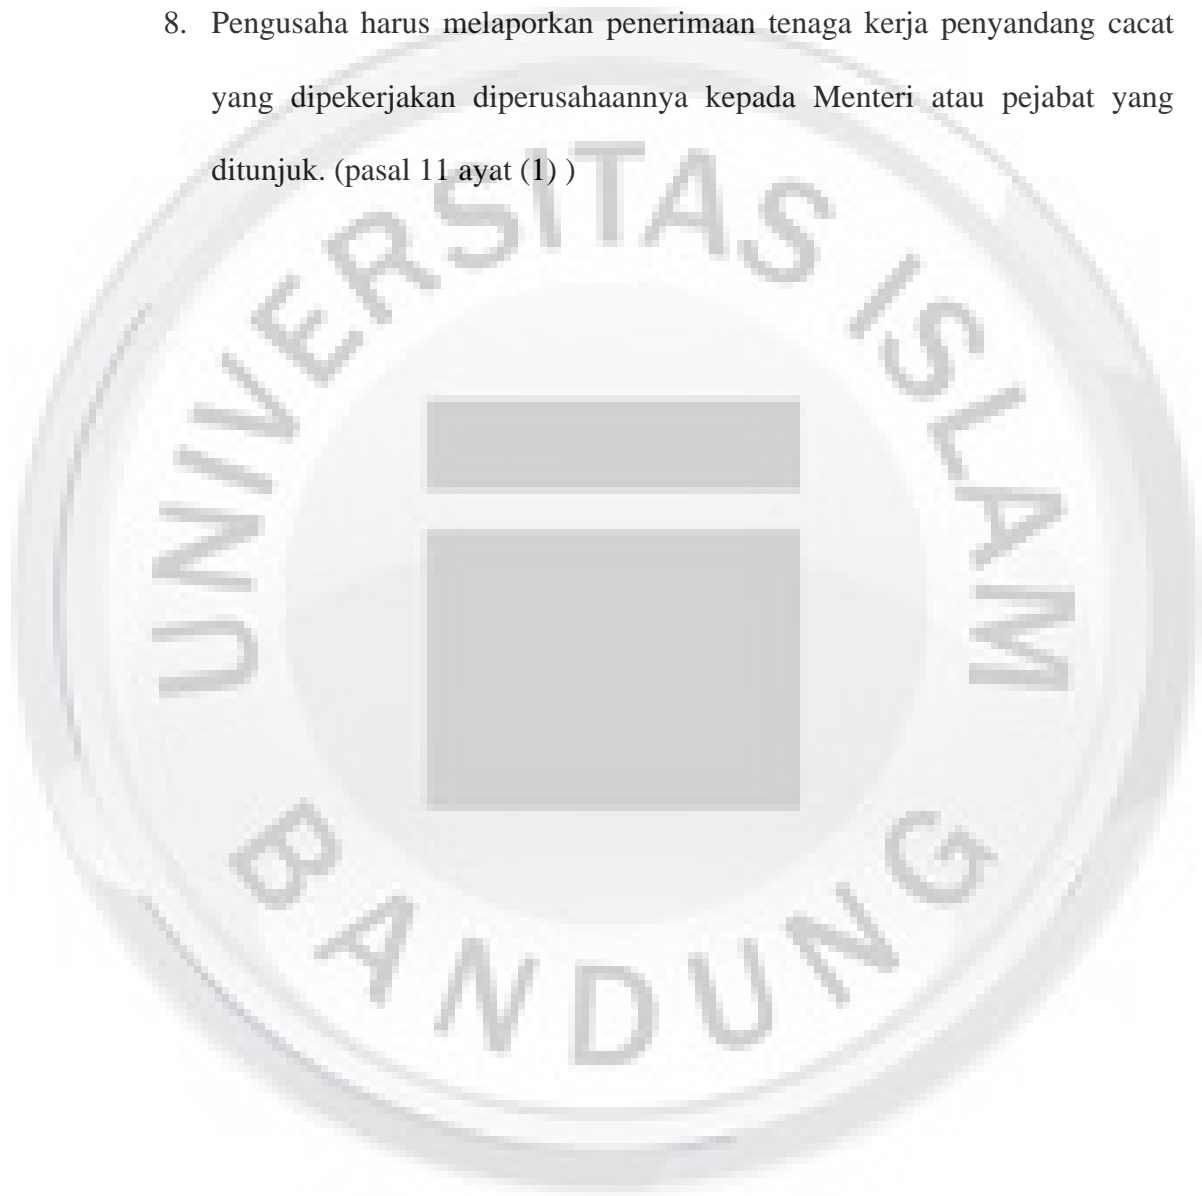 8. Pengusaha harus melaporkan penerimaan tenaga kerja penyandang cacat
yang dipekerjakan diperusahaannya kepada Menteri atau pejabat yang
ditunjuk. (pasal 11 ayat (1) )
UNIVERSITAS ISLAM
BANDUNG